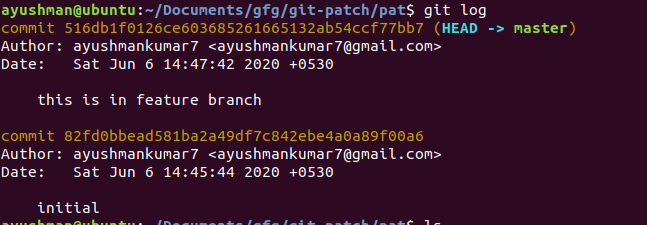 ayushman@ubuntu:~/Documents/gfg/git-patch/pat$ git log
commit 516db1f0126ce603685261665132ab54ccf77bb7 (HEAD -> master)
Author: ayushmankumar7 <ayushmankumar7@gmail.com>
Date:   Sat Jun 6 14:47:42 2020 +0530
    this is in feature branch
commit 82fd0bbead581ba2a49df7c842ebe4a0a89f00a6
Author: ayushmankumar7 <ayushmankumar7@gmail.com>
Date:   Sat Jun 6 14:45:44 2020 +0530
    initial
ayushman@ubuntu:~/Documents/gfg/git-patch/pat$ ls